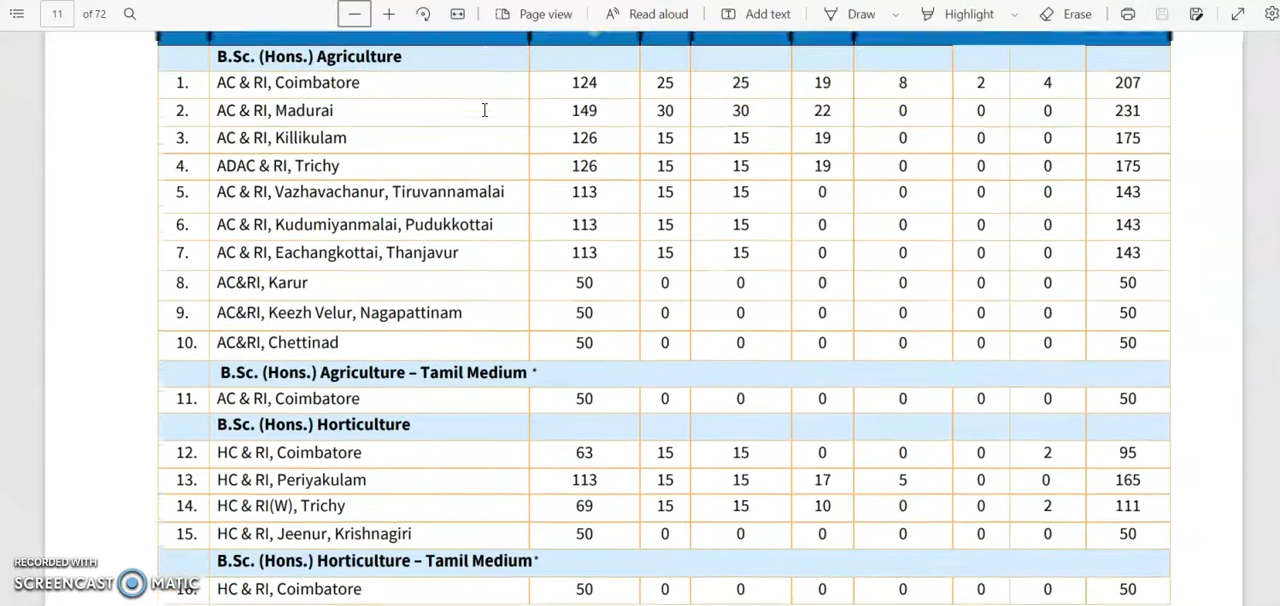 11 of 72 Page view Read aloud Add text Draw Highlight Erase
B.Sc. (Hons.) Agriculture
1. AC & RI, Coimbatore 124 25 25 19 8 2 4 207
2. AC & RI, Madurai 149 30 30 22 0 0 0 231
3. AC & RI, Killikulam 126 15 15 19 0 0 0 175
4. ADAC & RI, Trichy 126 15 15 19 0 0 0 175
5. AC & RI, Vazhavachanur, Tiruvannamalai 113 15 15 0 0 0 0 143
6. AC & RI, Kudumiyanmalai, Pudukkottai 113 15 15 0 0 0 0 143
7. AC & RI, Eachangkottai, Thanjavur 113 15 15 0 0 0 0 143
8. AC&RI, Karur 50 0 0 0 0 0 0 50
9. AC&RI, Keezh Velur, Nagapattinam 50 0 0 0 0 0 0 50
10. AC&RI, Chettinad 50 0 0 0 0 0 0 50
B.Sc. (Hons.) Agriculture – Tamil Medium *
11. AC & RI, Coimbatore 50 0 0 0 0 0 0 50
B.Sc. (Hons.) Horticulture
12. HC & RI, Coimbatore 63 15 15 0 0 0 2 95
13. HC & RI, Periyakulam 113 15 15 17 5 0 0 165
14. HC & RI(W), Trichy 69 15 15 10 0 0 2 111
15. HC & RI, Jeenur, Krishnagiri 50 0 0 0 0 0 0 50
B.Sc. (Hons.) Horticulture – Tamil Medium *
16. HC & RI, Coimbatore 50 0 0 0 0 0 0 50
RECORDED WITH
SCREENCAST MATIC